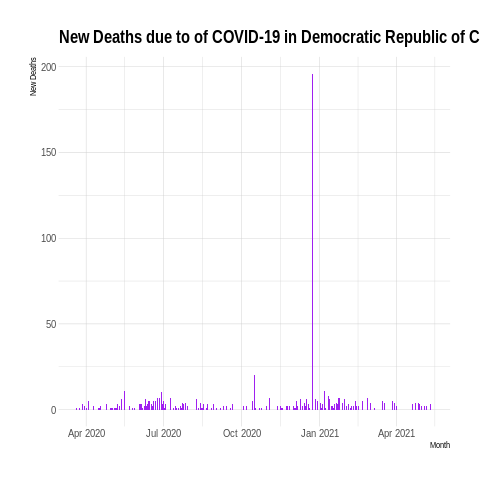 New Deaths due to of COVID-19 in Democratic Republic of C
New Deaths
200
150
100
50
0
Apr 2020
Jul 2020
Oct 2020
Jan 2021
Apr 2021
Month